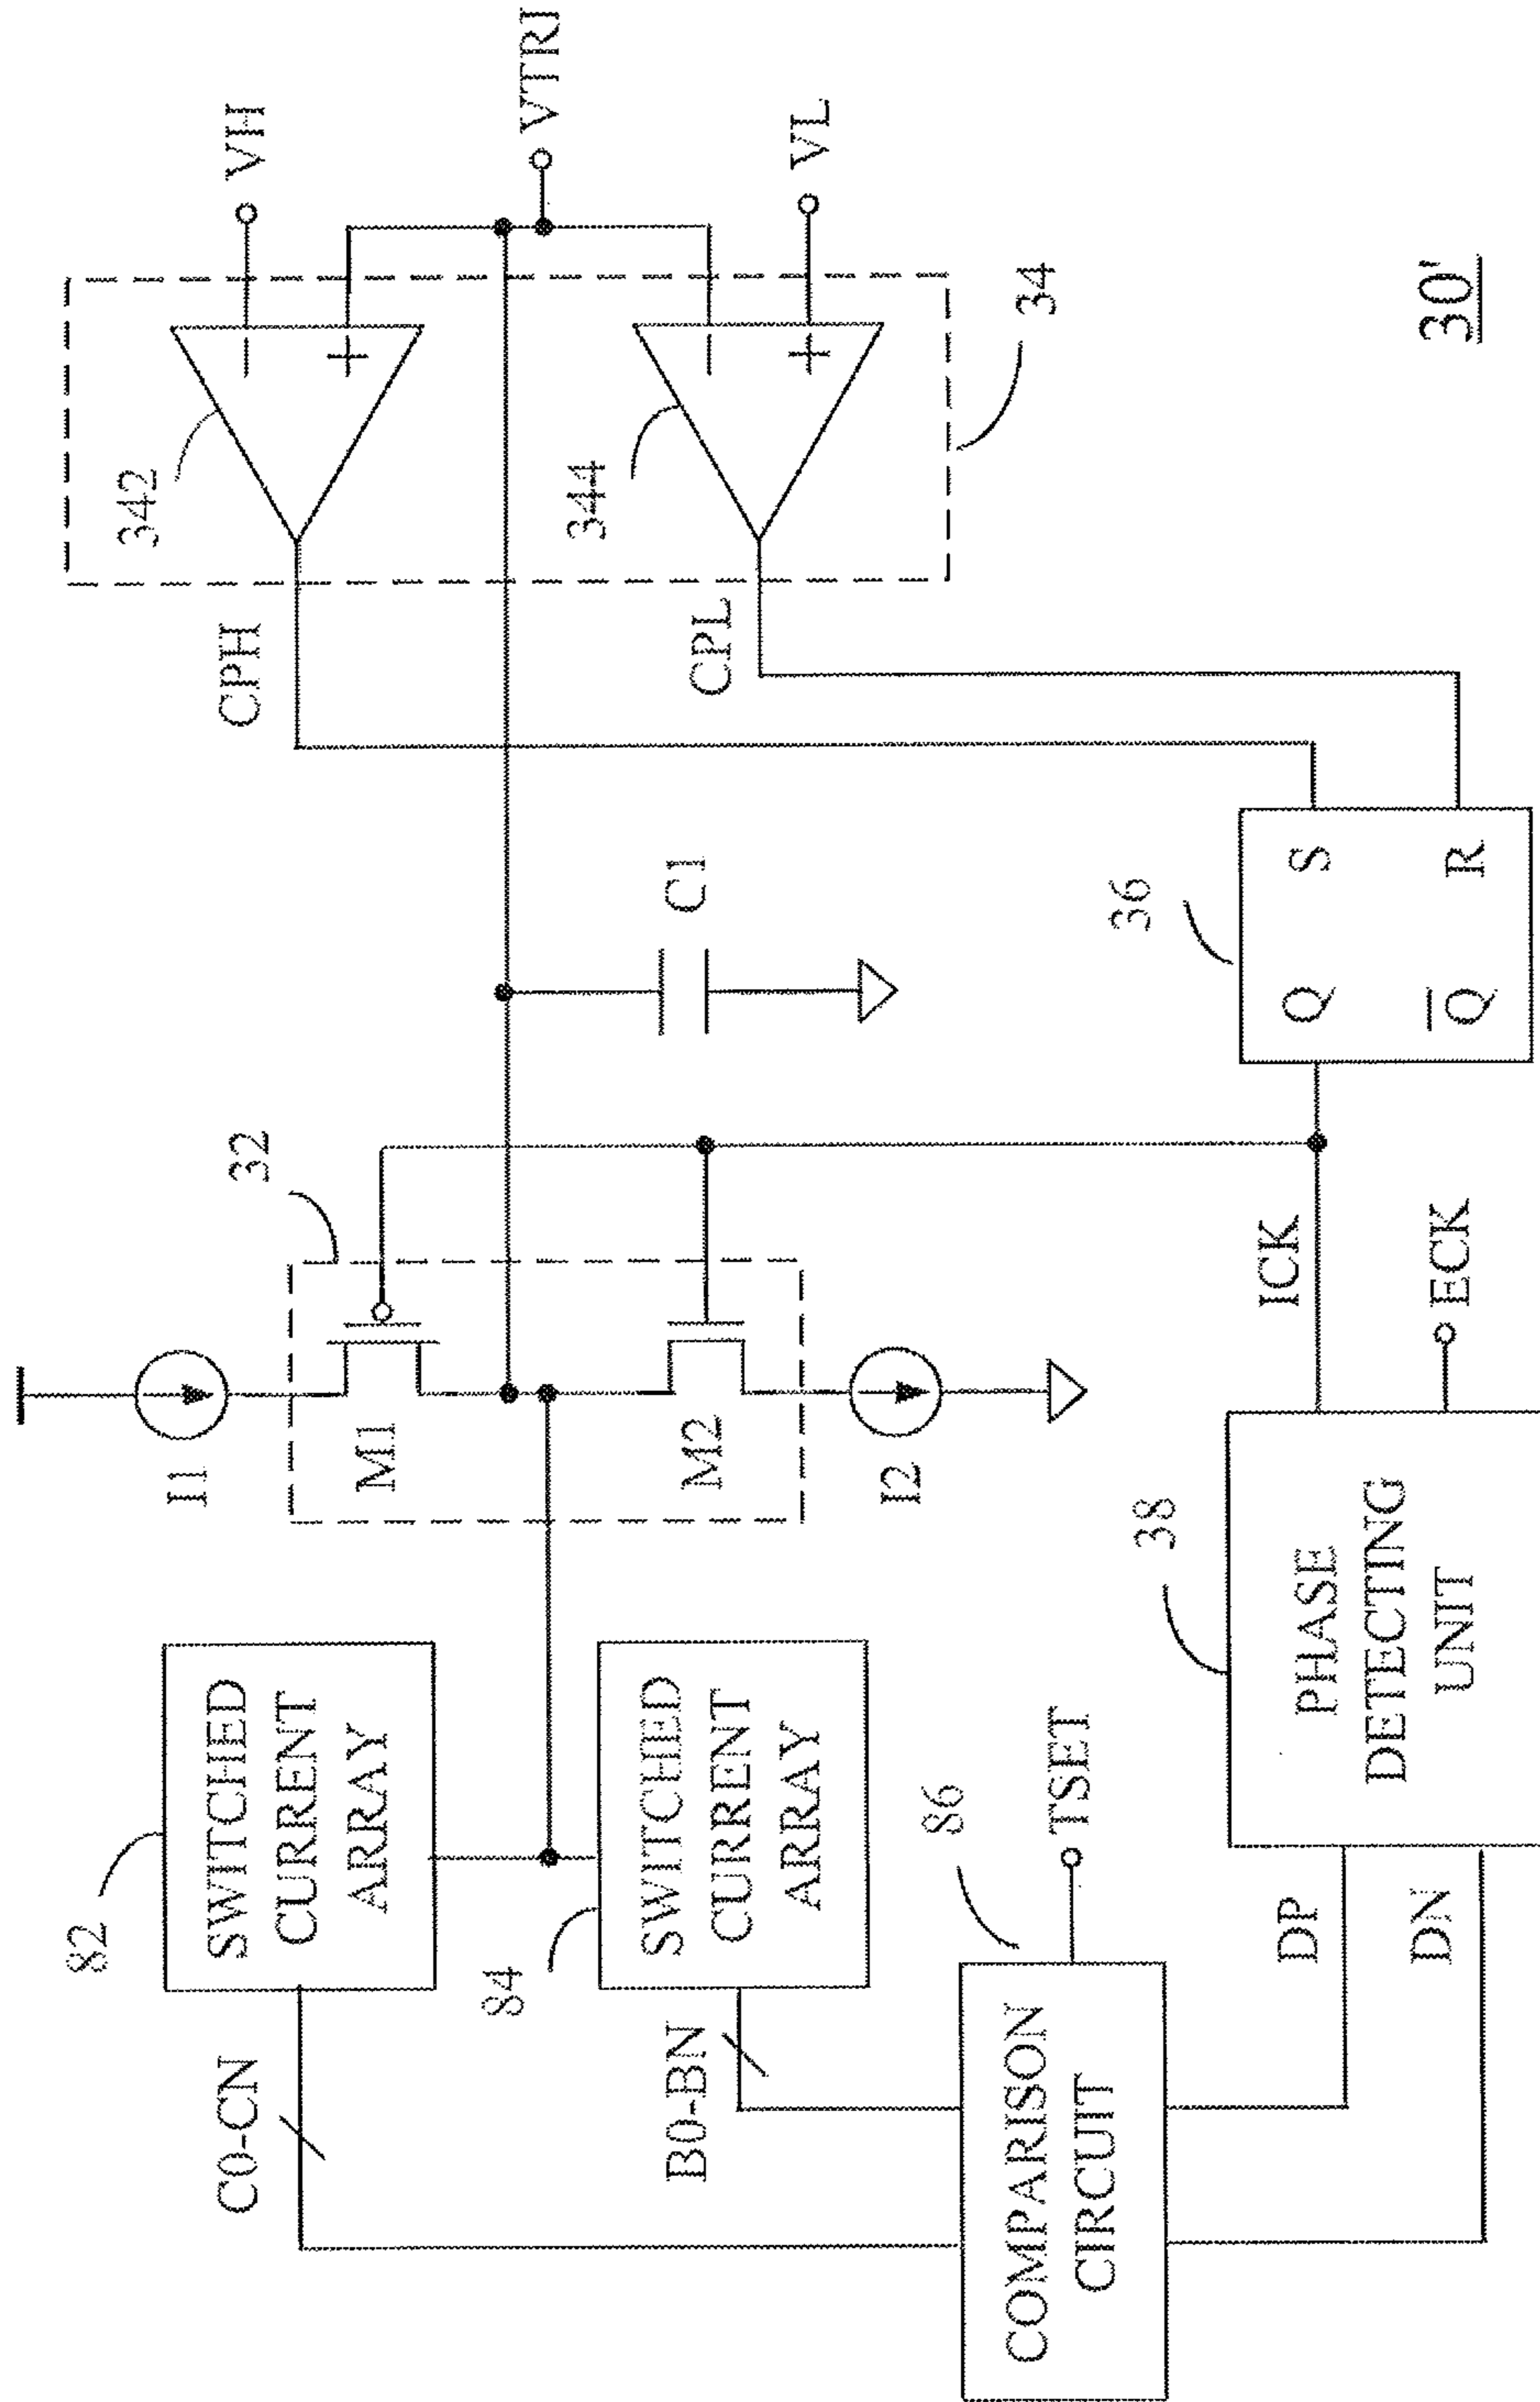 I1
32
82
SWITCHED
CURRENT
ARRAY
C0-CN
M1
M2
I2
84
SWITCHED
CURRENT
ARRAY
B0-BN
C1
CPH
342
−
+
VH
VTRI
CPL
344
−
+
VL
34
86
COMPARISON
CIRCUIT
TSET
DP
DN
38
PHASE
DETECTING
UNIT
ICK
ECK
36
Q S
Q̅ R
30'